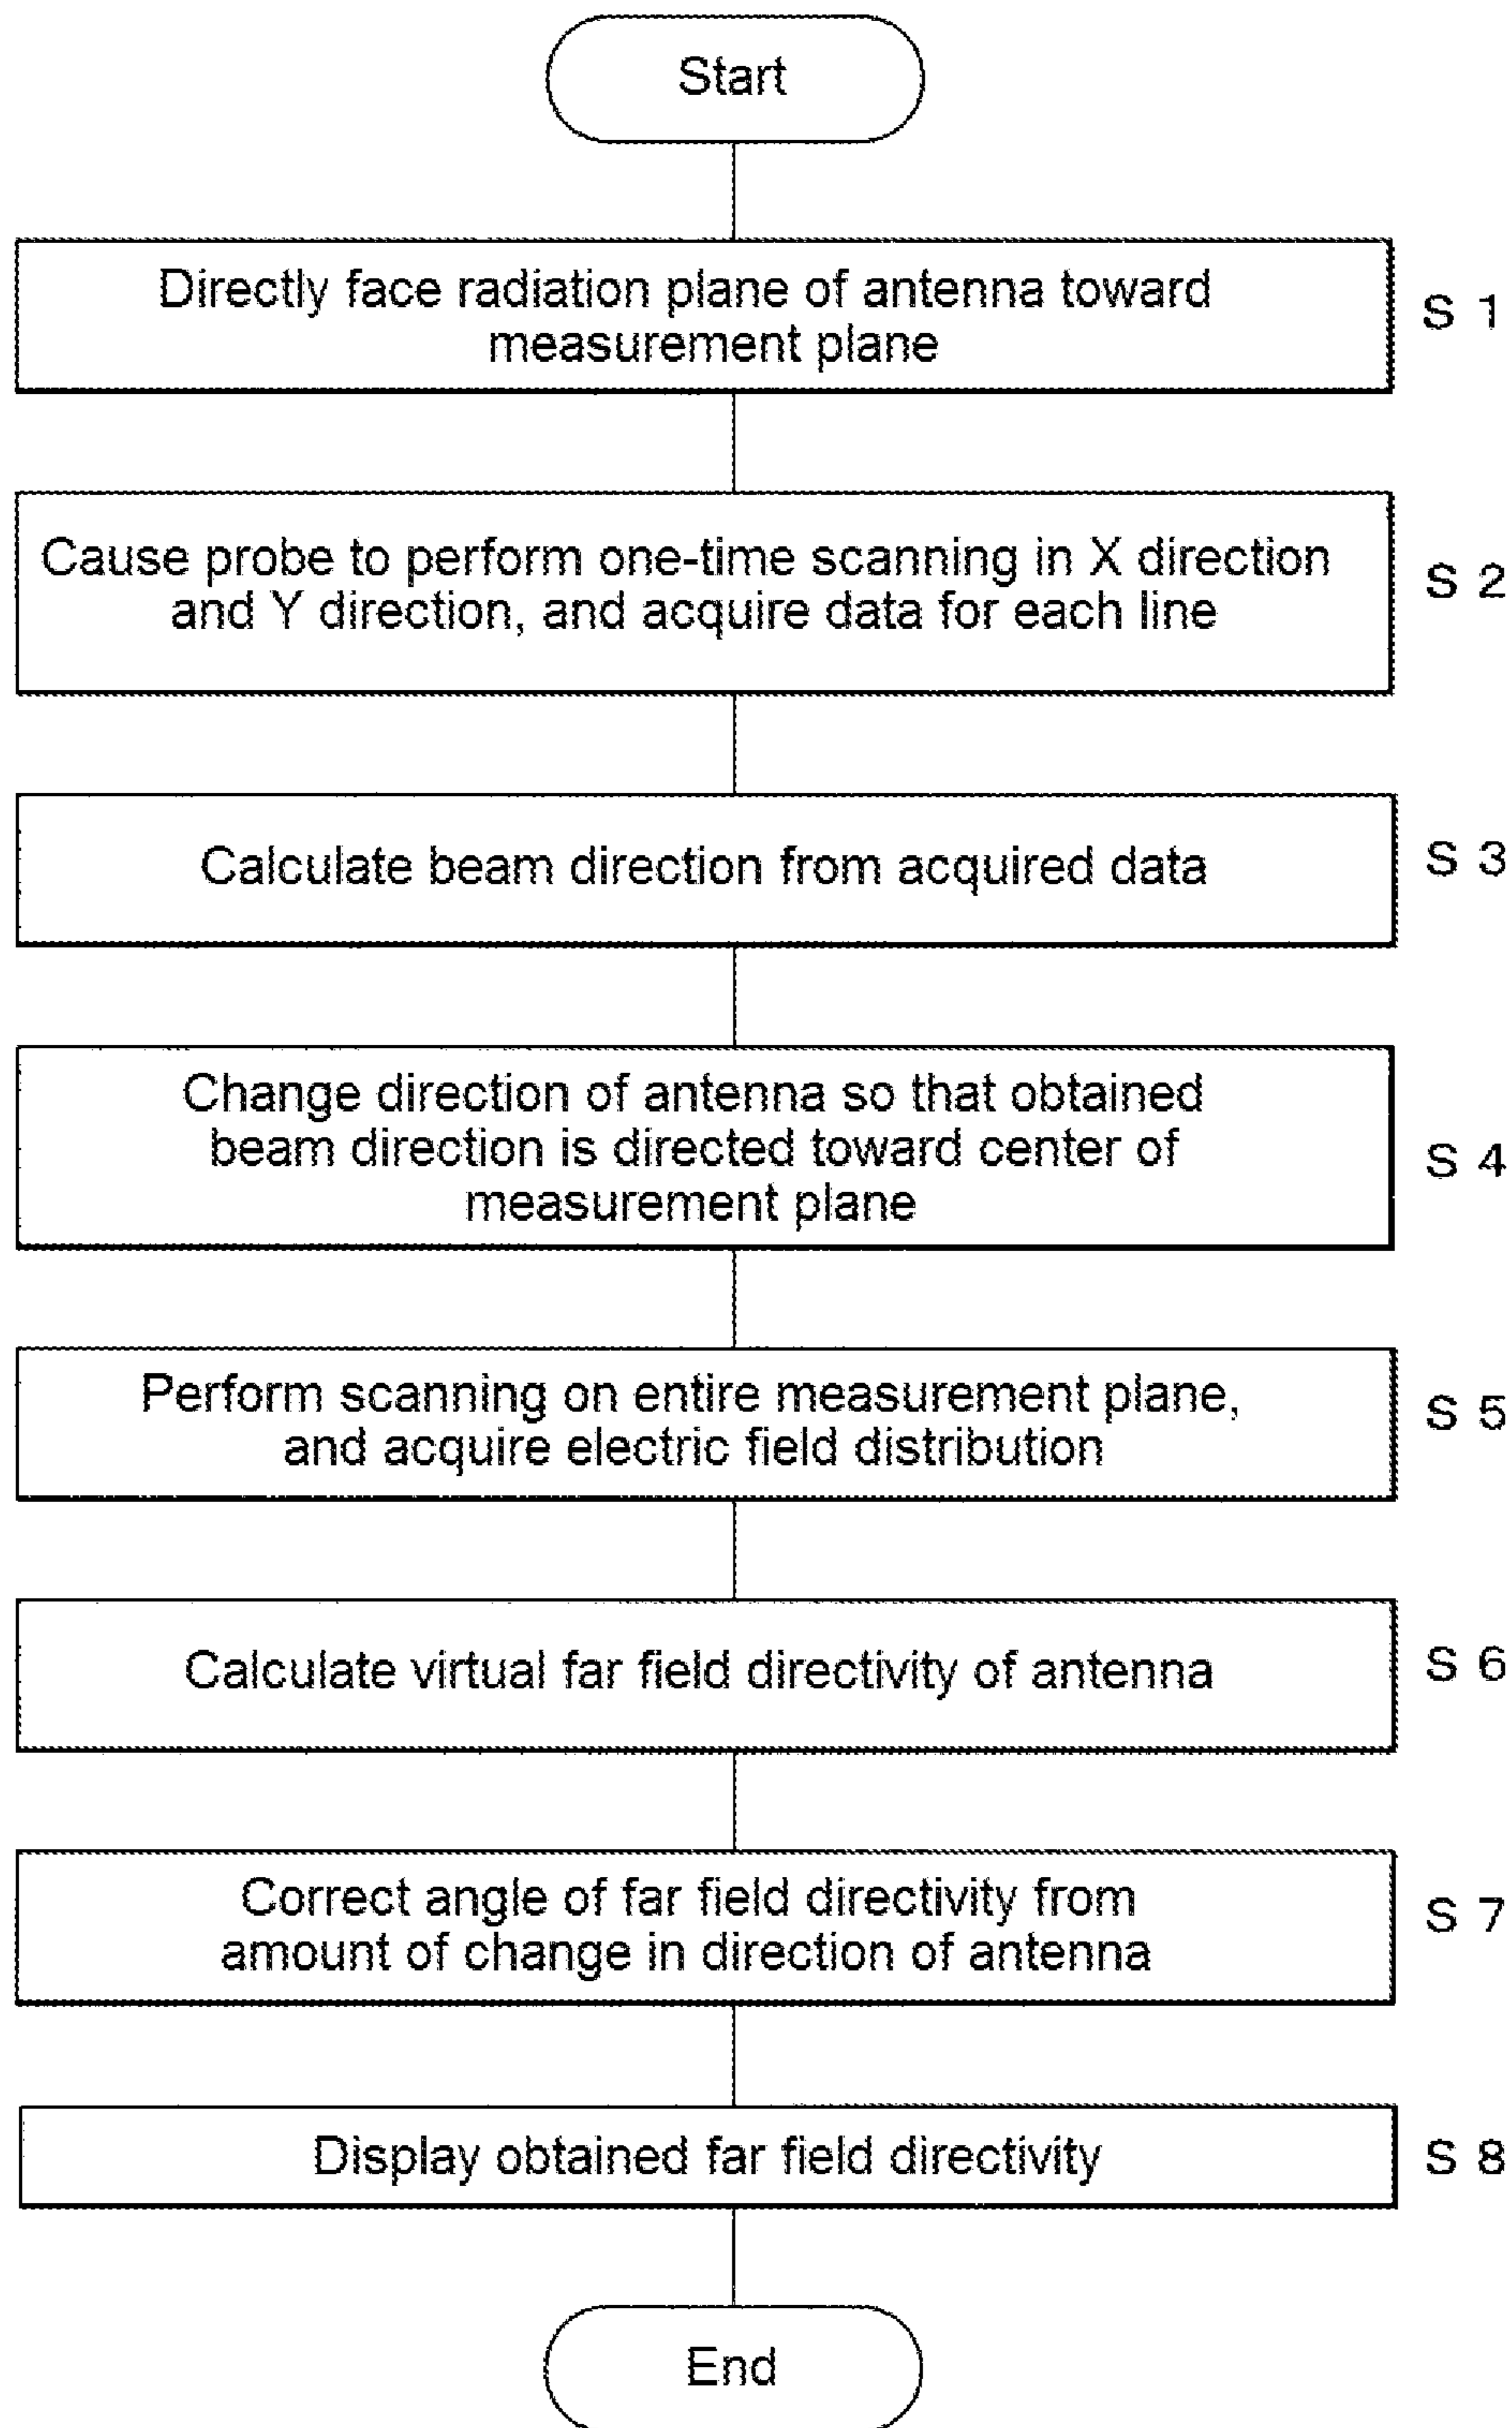 Start
Directly face radiation plane of antenna toward
measurement plane
S 1
Cause probe to perform one-time scanning in X direction
and Y direction, and acquire data for each line
S 2
Calculate beam direction from acquired data
S 3
Change direction of antenna so that obtained
beam direction is directed toward center of
measurement plane
S 4
Perform scanning on entire measurement plane,
and acquire electric field distribution
S 5
Calculate virtual far field directivity of antenna
S 6
Correct angle of far field directivity from
amount of change in direction of antenna
S 7
Display obtained far field directivity
S 8
End